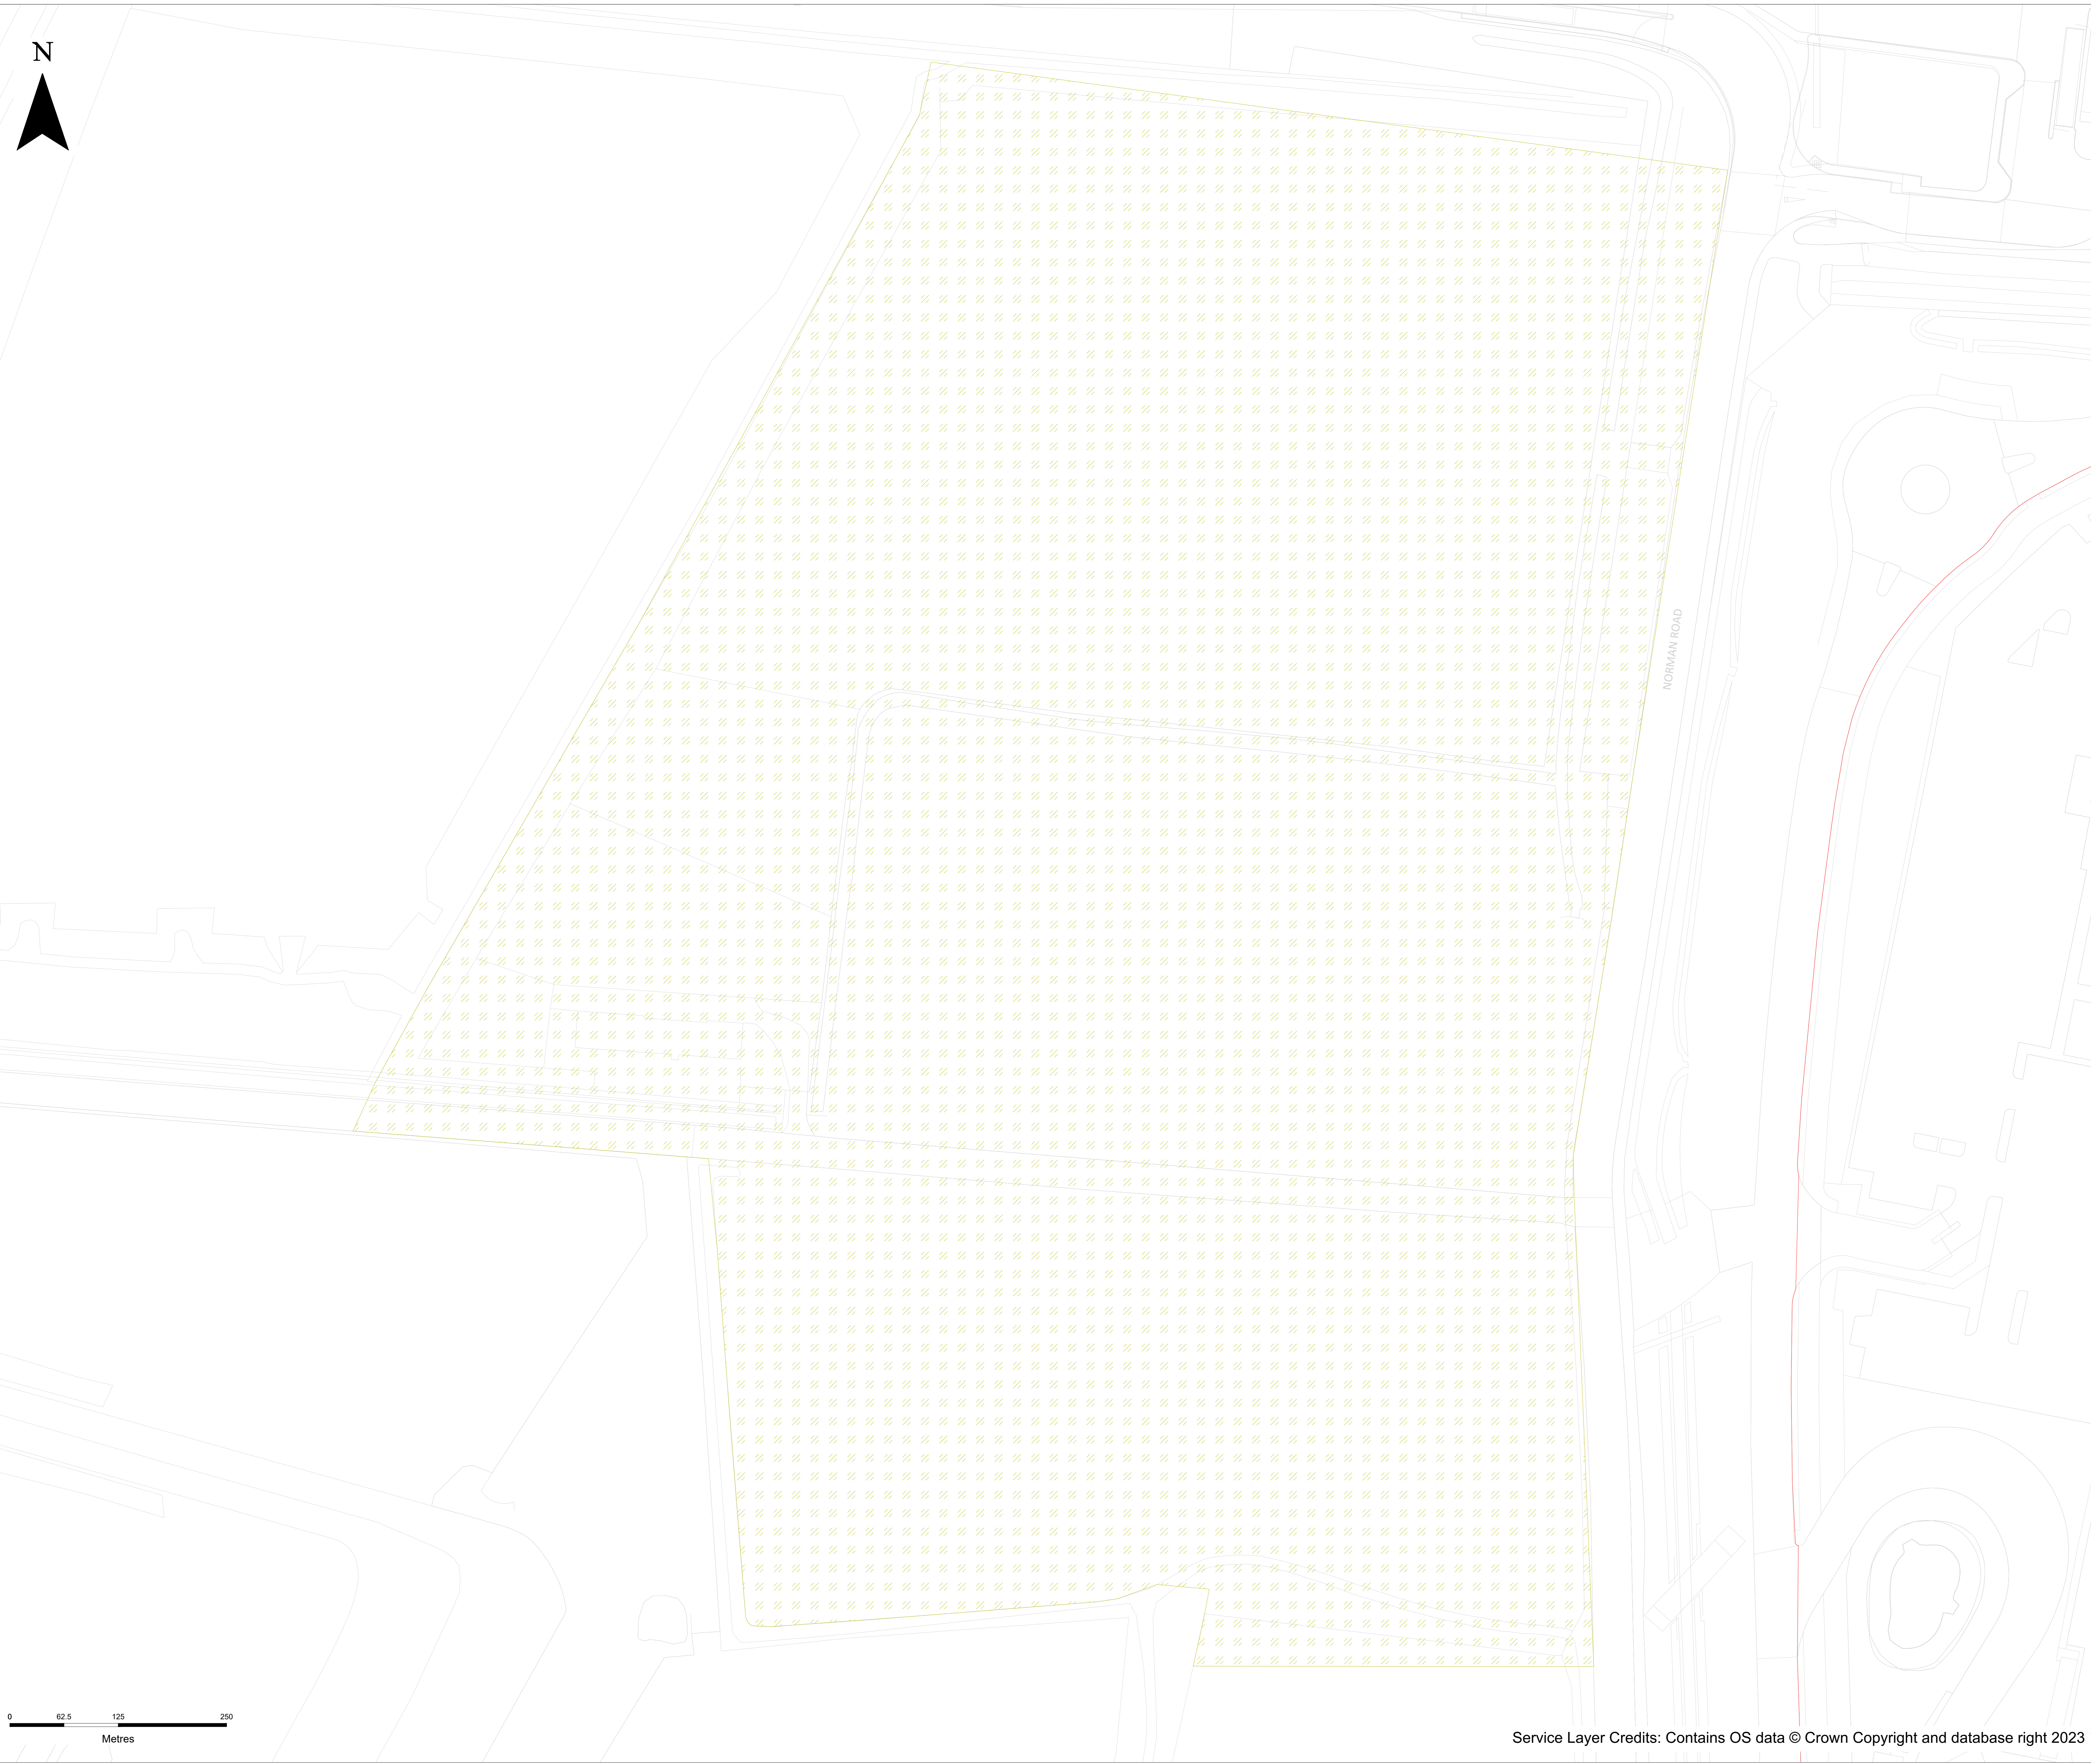 N
NORMAN ROAD
0 62.5 125 250
Metres
Service Layer Credits: Contains OS data © Crown Copyright and database right 2023